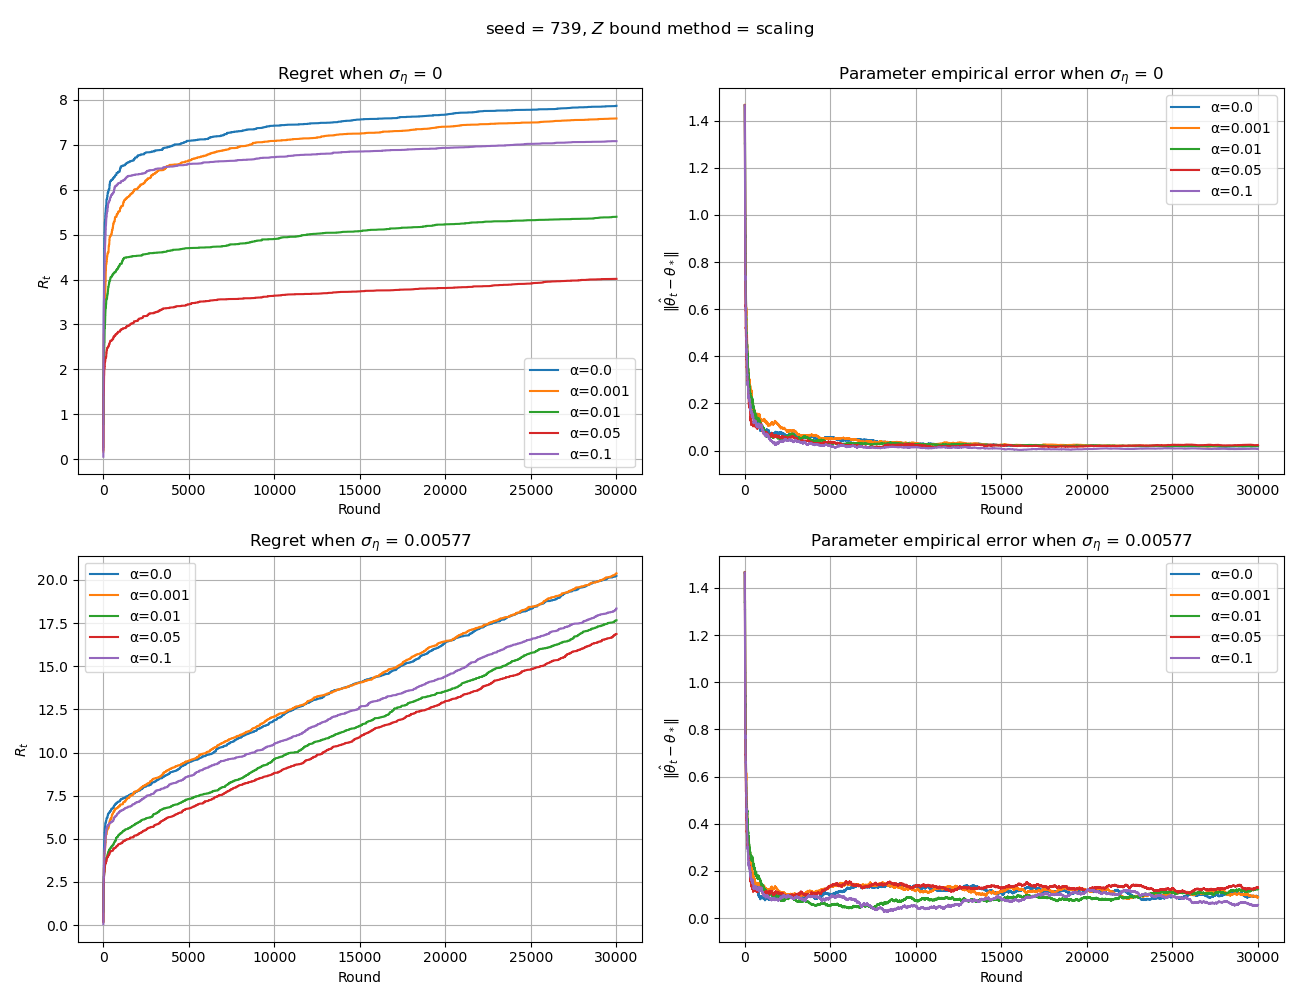 seed = 739, Z bound method = scaling
Regret when σ_η = 0
R_t
8
7
6
5
4
3
2
1
0
α=0.0
α=0.001
α=0.01
α=0.05
α=0.1
0 5000 10000 15000 20000 25000 30000
Round
Parameter empirical error when σ_η = 0
‖θ̂_t − θ_*‖
1.4
1.2
1.0
0.8
0.6
0.4
0.2
0.0
α=0.0
α=0.001
α=0.01
α=0.05
α=0.1
0 5000 10000 15000 20000 25000 30000
Round
Regret when σ_η = 0.00577
R_t
20.0
17.5
15.0
12.5
10.0
7.5
5.0
2.5
0.0
α=0.0
α=0.001
α=0.01
α=0.05
α=0.1
0 5000 10000 15000 20000 25000 30000
Round
Parameter empirical error when σ_η = 0.00577
‖θ̂_t − θ_*‖
1.4
1.2
1.0
0.8
0.6
0.4
0.2
0.0
α=0.0
α=0.001
α=0.01
α=0.05
α=0.1
0 5000 10000 15000 20000 25000 30000
Round